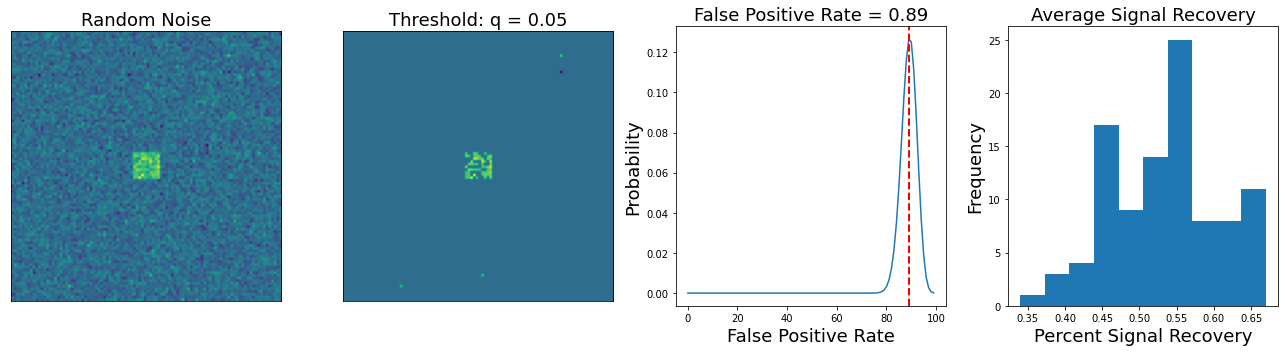 Random Noise
Threshold: q = 0.05
False Positive Rate = 0.89
Probability
0.12
0.10
0.08
0.06
0.04
0.02
0.00
0 20 40 60 80 100
False Positive Rate
Average Signal Recovery
Frequency
25
20
15
10
5
0
0.35 0.40 0.45 0.50 0.55 0.60 0.65
Percent Signal Recovery